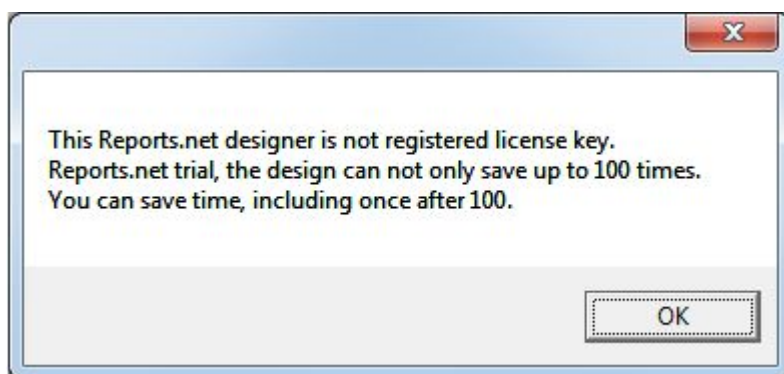 This Reports.net designer is not registered license key.
Reports.net trial, the design can not only save up to 100 times.
You can save time, including once after 100.
OK